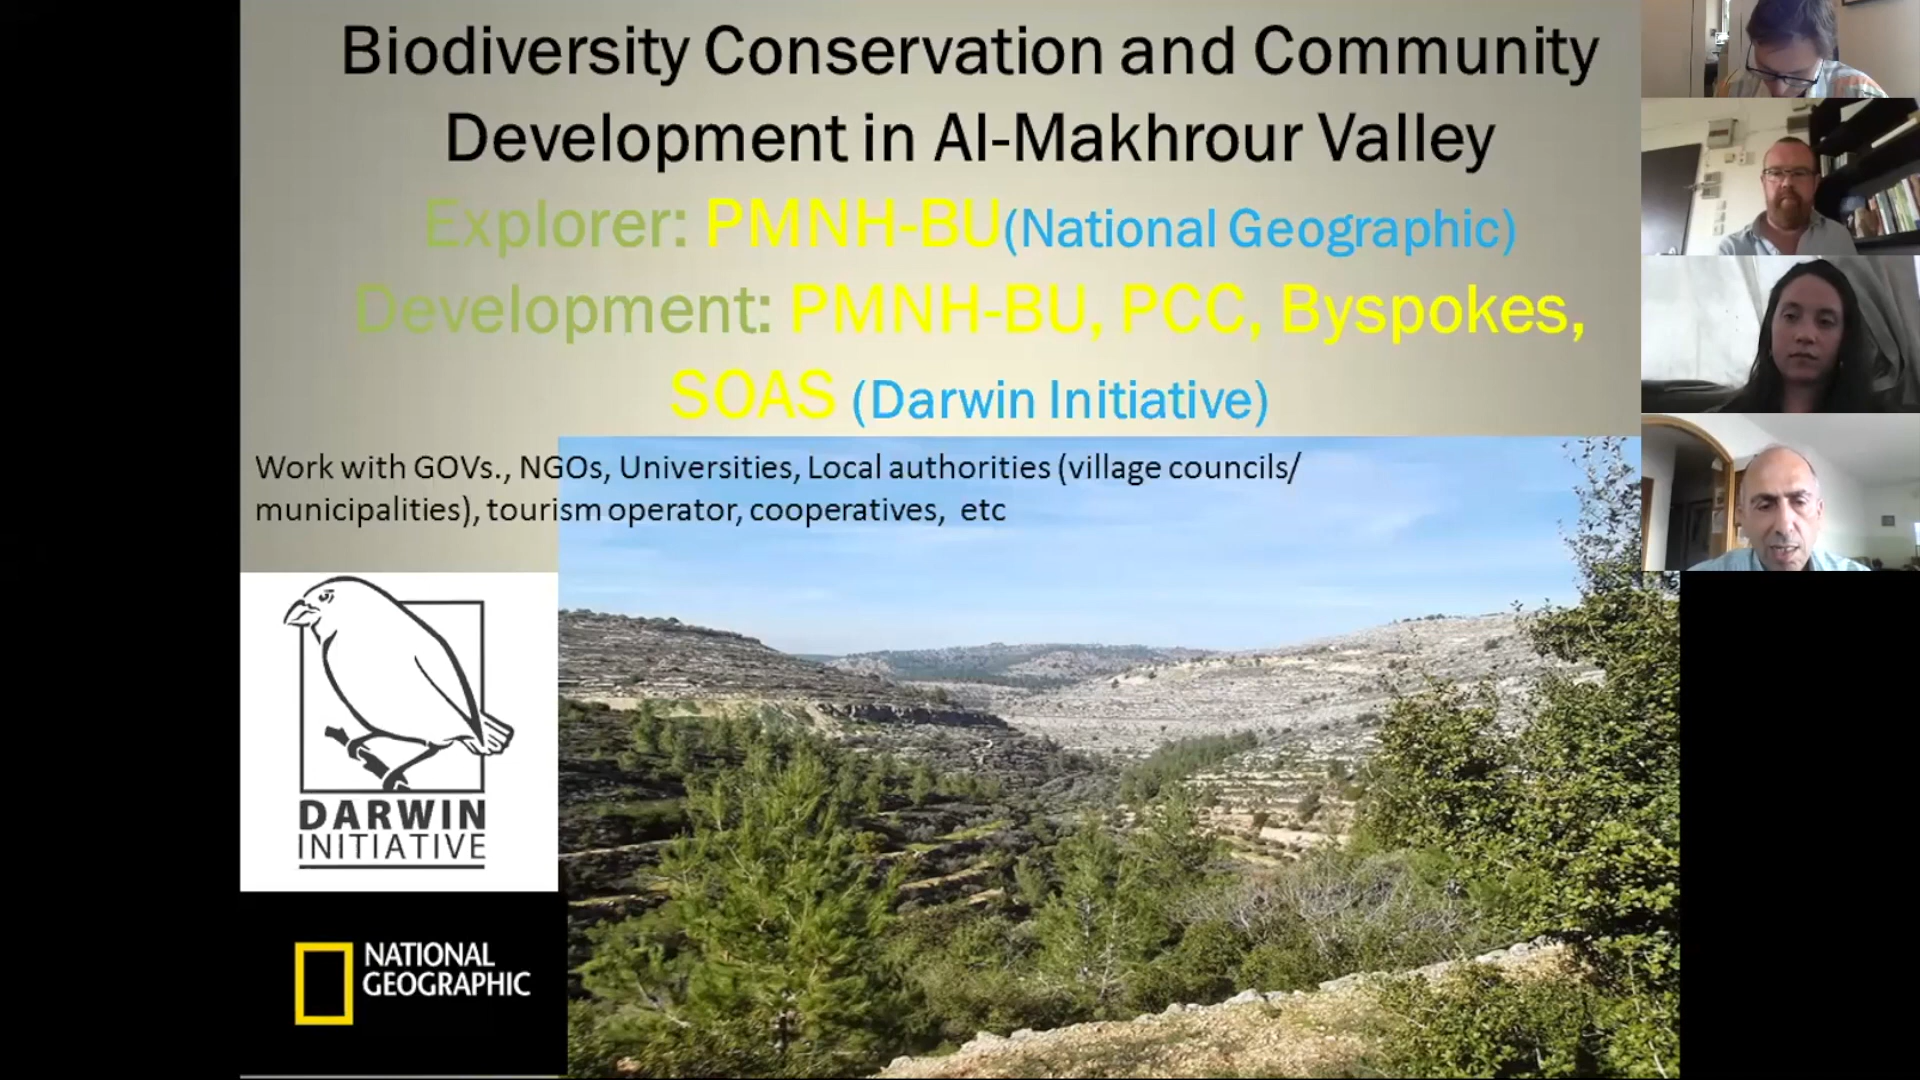 Biodiversity Conservation and Community
Development in Al-Makhrour Valley
Explorer: PMNH-BU(National Geographic)
Development: PMNH-BU, PCC, Byspokes,
SOAS (Darwin Initiative)
Work with GOVs., NGOs, Universities, Local authorities (village councils/
municipalities), tourism operator, cooperatives, etc
DARWIN
INITIATIVE
NATIONAL
GEOGRAPHIC